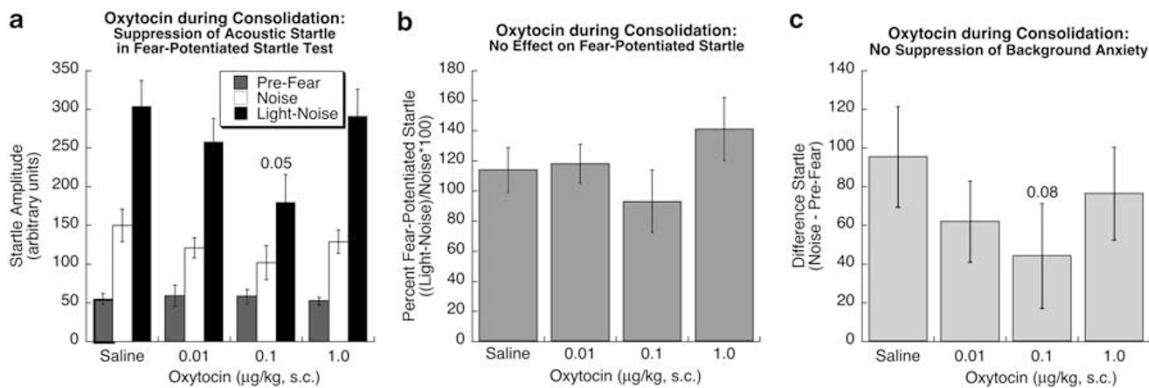 a
Oxytocin during Consolidation:
Suppression of Acoustic Startle
in Fear-Potentiated Startle Test
Startle Amplitude
(arbitrary units)
350
300
250
200
150
100
50
0
Pre-Fear
Noise
Light-Noise
0.05
Saline 0.01 0.1 1.0
Oxytocin (μg/kg, s.c.)
b
Oxytocin during Consolidation:
No Effect on Fear-Potentiated Startle
Percent Fear-Potentiated Startle
((Light-Noise)/Noise*100)
180
160
140
120
100
80
60
40
20
0
Saline 0.01 0.1 1.0
Oxytocin (μg/kg, s.c.)
c
Oxytocin during Consolidation:
No Suppression of Background Anxiety
Difference Startle
(Noise - Pre-Fear)
140
120
100
80
60
40
20
0
0.08
Saline 0.01 0.1 1.0
Oxytocin (μg/kg, s.c.)